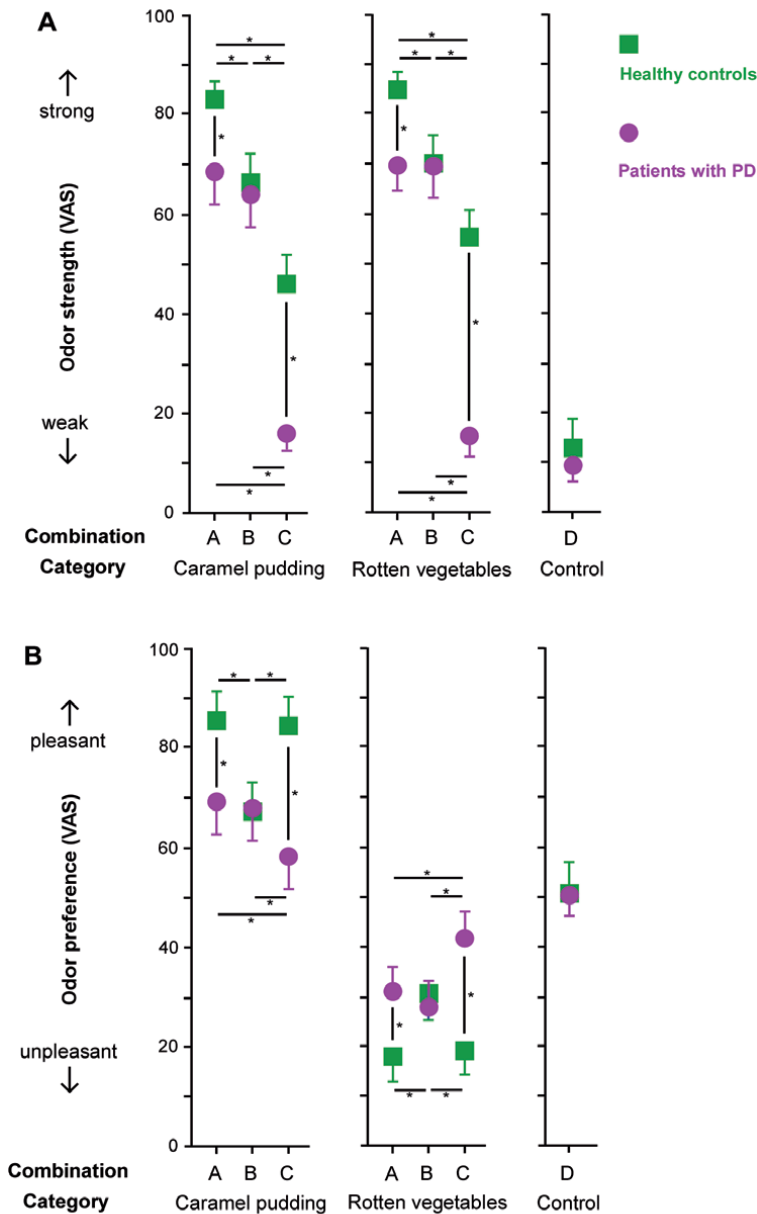 A
Healthy controls
Patients with PD
↑
strong
Odor strength (VAS)
weak
↓
100
80
60
40
20
0
* * * * * * *
* * * * * *
*
Combination A B C A B C D
Category Caramel pudding Rotten vegetables Control
B
↑
pleasant
Odor preference (VAS)
unpleasant
↓
100
80
60
40
20
0
* * * * * *
* * * * * *
Combination A B C A B C D
Category Caramel pudding Rotten vegetables Control